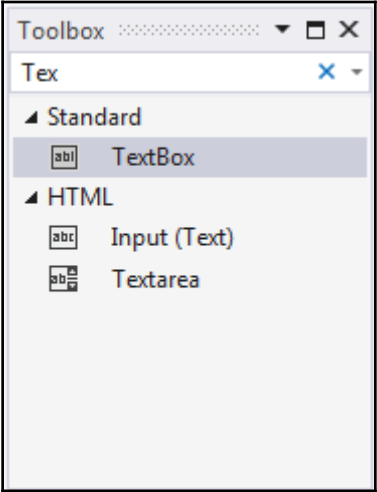 Toolbox
Tex
Standard
abl TextBox
HTML
abc Input (Text)
ab Textarea